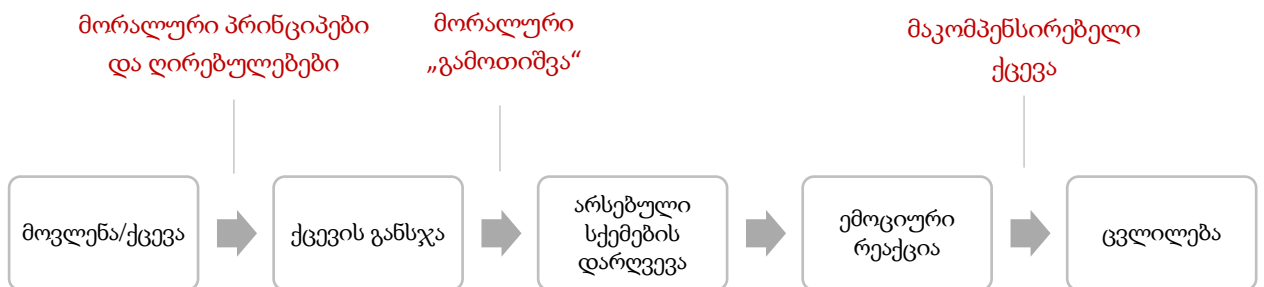 მორალური პრინციპები
და ღირებულებები
მორალური
„გამოთიშვა“
მაკომპენსირებელი
ქცევა
მოვლენა/ქცევა
ქცევის განსჯა
არსებული
სქემების
დარღვევა
ემოციური
რეაქცია
ცვლილება